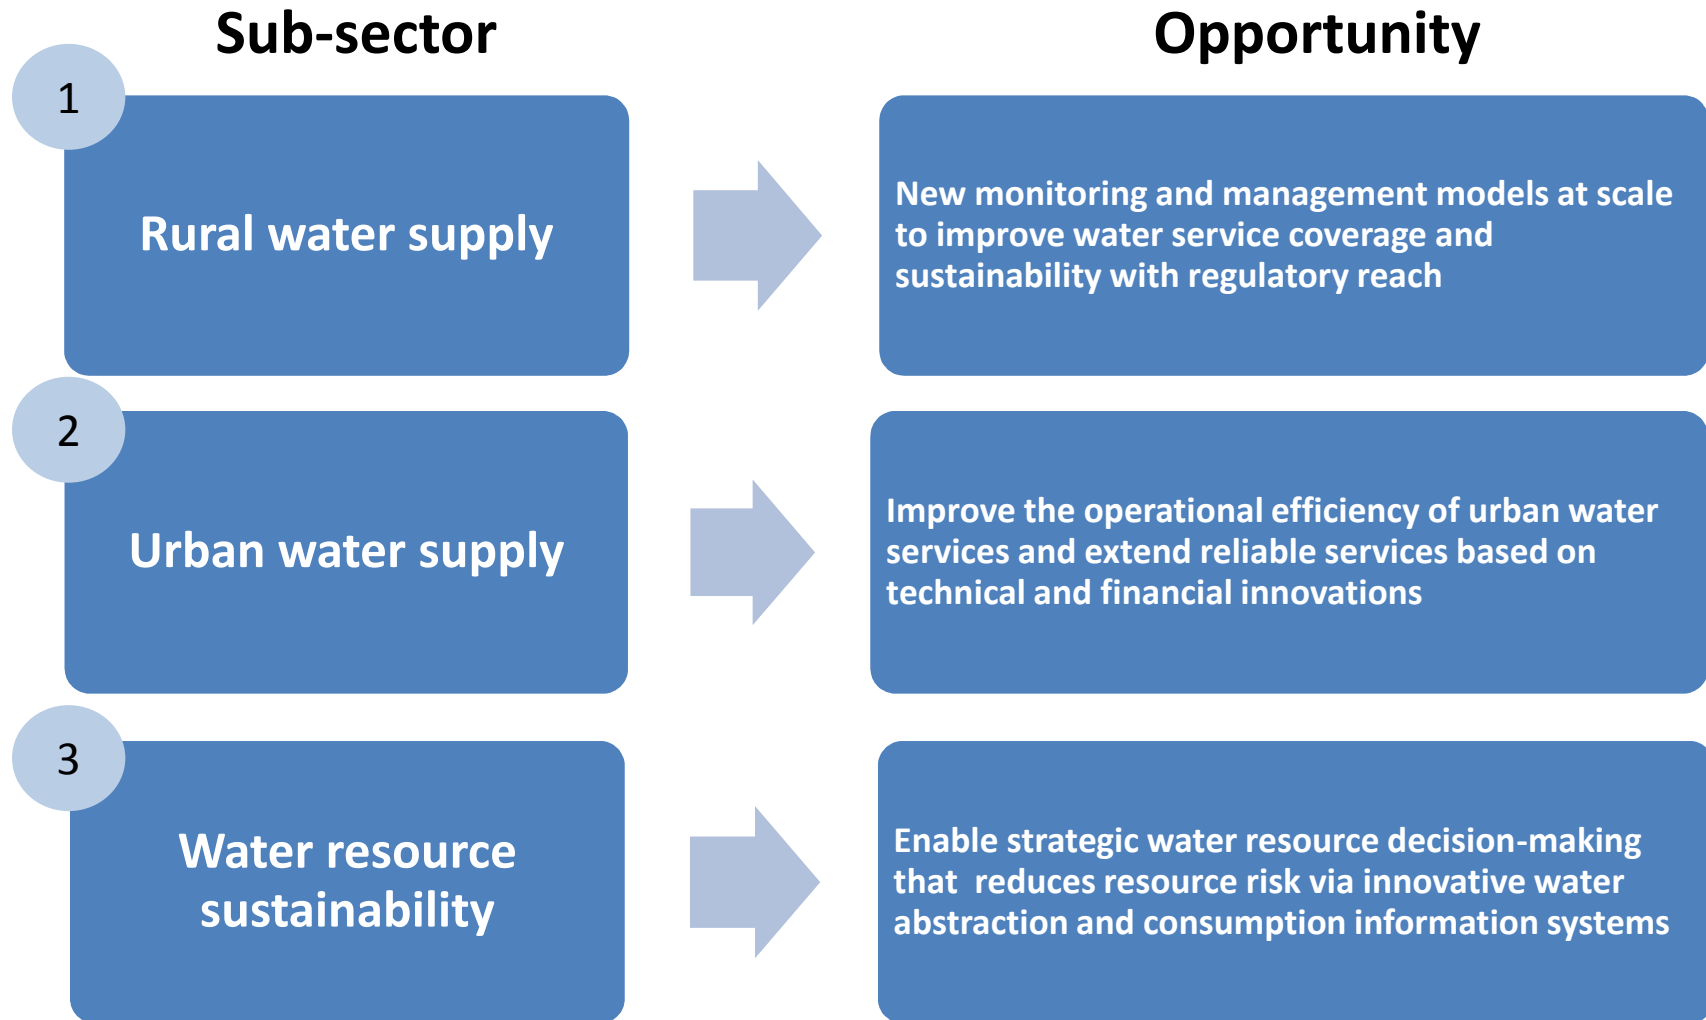 Sub-sector
Opportunity
1
Rural water supply
New monitoring and management models at scale
to improve water service coverage and
sustainability with regulatory reach
2
Urban water supply
Improve the operational efficiency of urban water
services and extend reliable services based on
technical and financial innovations
3
Water resource
sustainability
Enable strategic water resource decision-making
that  reduces resource risk via innovative water
abstraction and consumption information systems